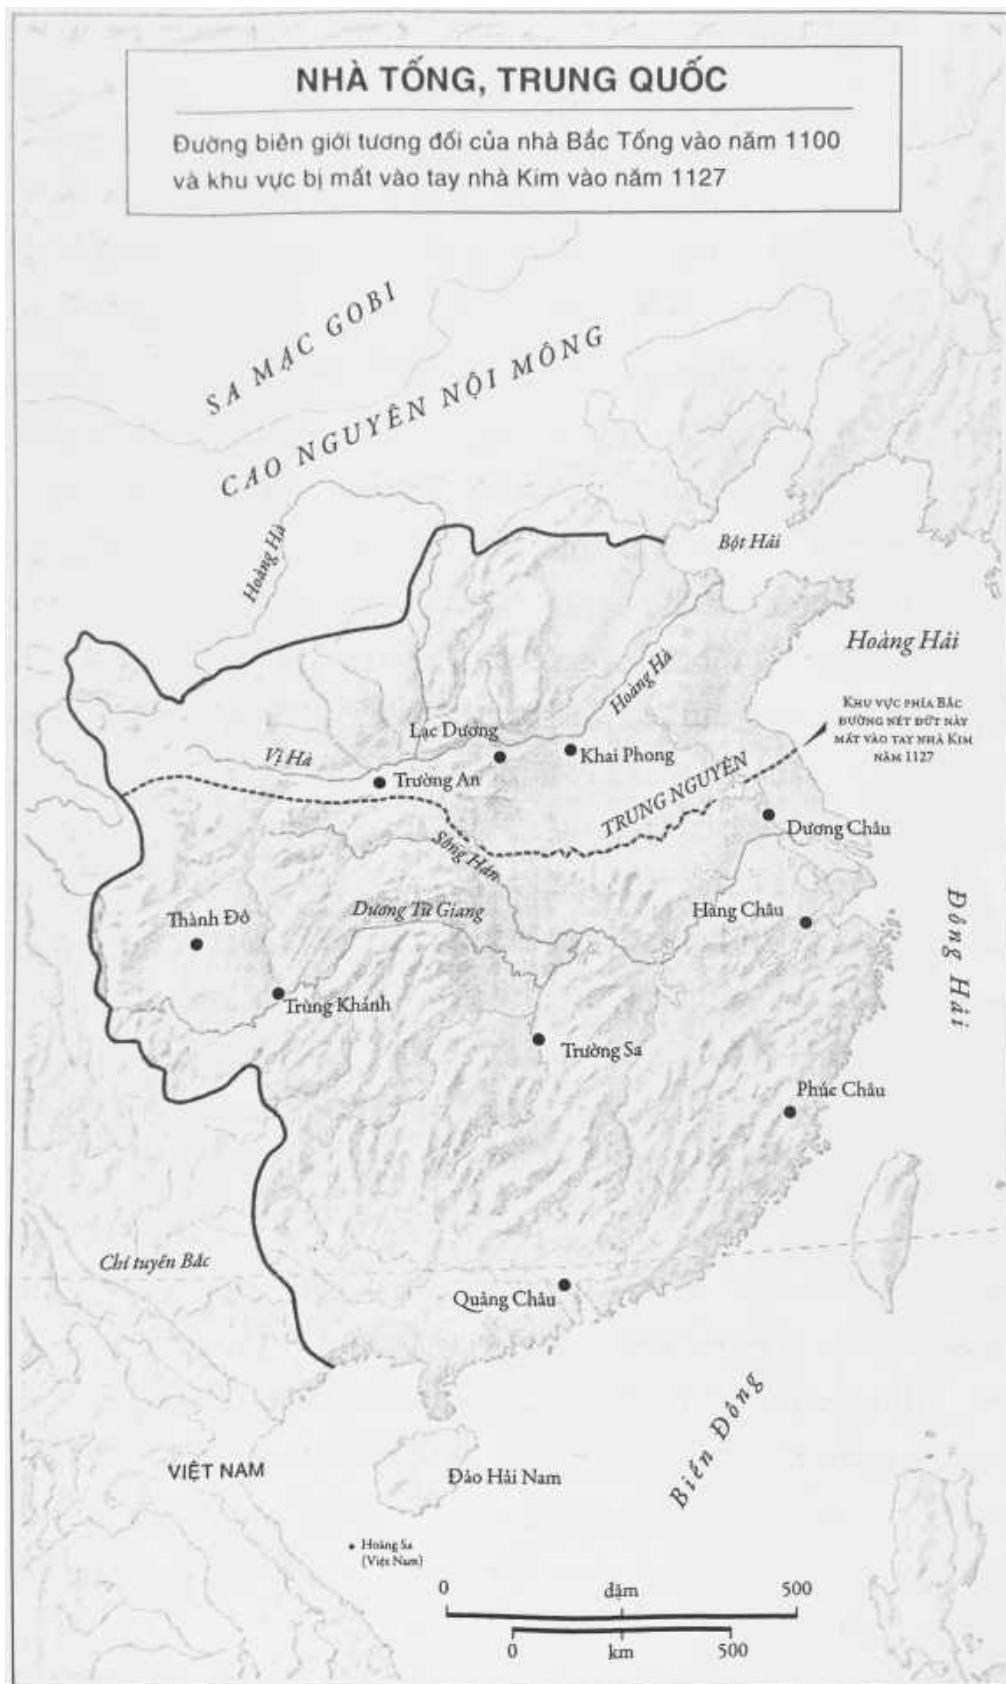 NHÀ TỐNG, TRUNG QUỐC
Đường biên giới tương đối của nhà Bắc Tống vào năm 1100
và khu vực bị mất vào tay nhà Kim vào năm 1127
SA MẠC GOBI
CAO NGUYÊN NỘI MÔNG
Hoàng Hà
Bột Hải
Hoàng Hải
Hoàng Hà
KHU VỰC PHÍA BẮC
ĐƯỜNG NÉT ĐỨT NÀY
MẤT VÀO TAY NHÀ KIM
NĂM 1127
Lạc Dương
Vị Hà
Khai Phong
Trường An
TRUNG NGUYÊN
Dương Châu
Sông Hán
Thành Đô
Dương Tử Giang
Hàng Châu
Đông Hải
Trùng Khánh
Trường Sa
Phúc Châu
Chí tuyến Bắc
Quảng Châu
Biển Đông
VIỆT NAM
Đảo Hải Nam
Hoàng Sa
(Việt Nam)
0 dặm 500
0 km 500